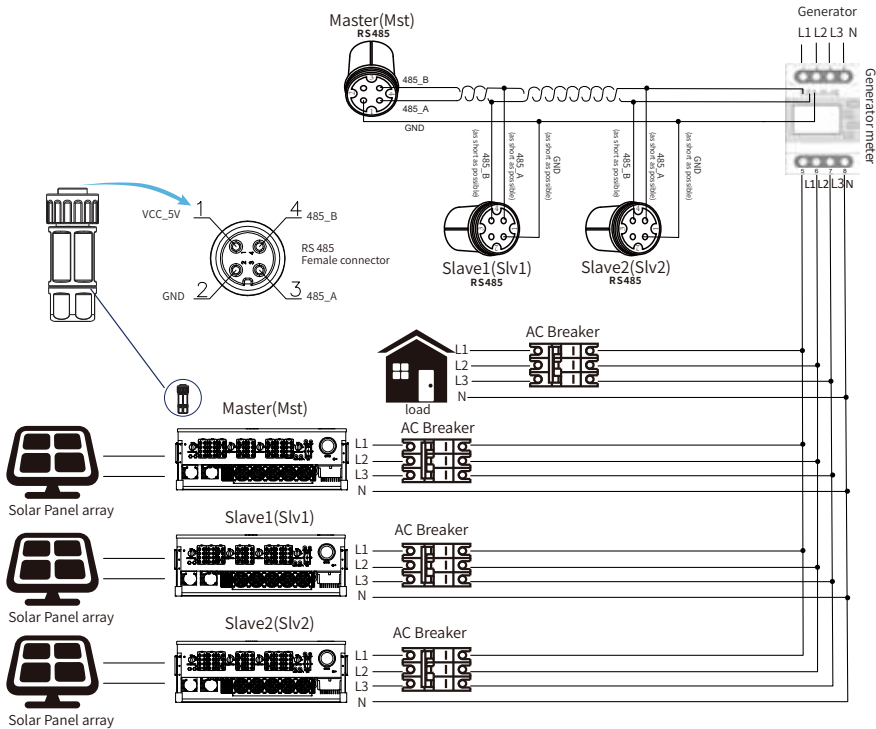 Master(Mst)
RS485
Generator
L1 L2 L3 N
Generator meter
485_B
485_A
GND
485_B
(as short as possible)
485_A
(as short as possible)
GND
(as short as possible)
485_B
(as short as possible)
485_A
(as short as possible)
GND
(as short as possible)
5 6 7 8
L1 L2 L3 N
VCC_5V
1
4
485_B
RS 485
Female connector
GND
2
3
485_A
1 4
2 3
Slave1(Slv1)
RS485
Slave2(Slv2)
RS485
AC Breaker
L1
L2
L3
N
load
Master(Mst)
AC Breaker
L1
L2
L3
N
Solar Panel array
Slave1(Slv1)
AC Breaker
L1
L2
L3
N
Solar Panel array
Slave2(Slv2)
AC Breaker
L1
L2
L3
N
Solar Panel array